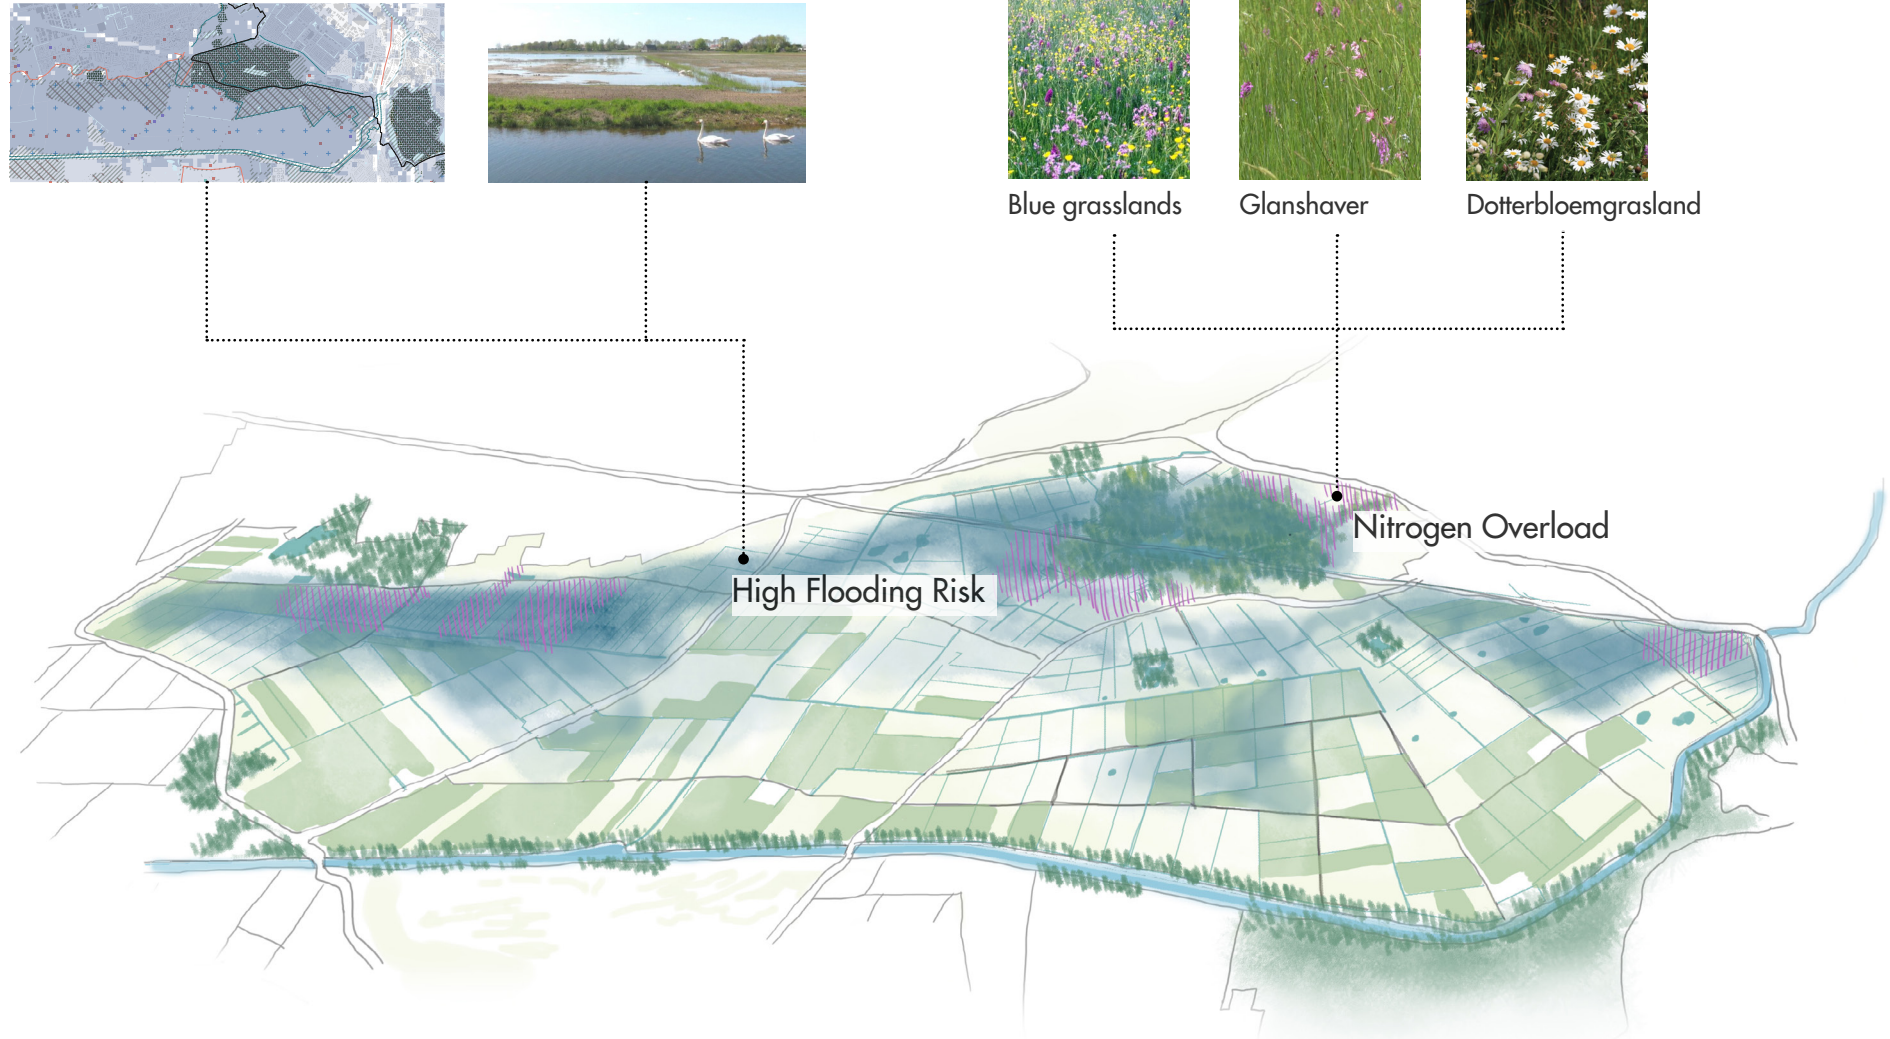 Blue grasslands
Glanshaver
Dotterbloemgrasland
Nitrogen Overload
High Flooding Risk